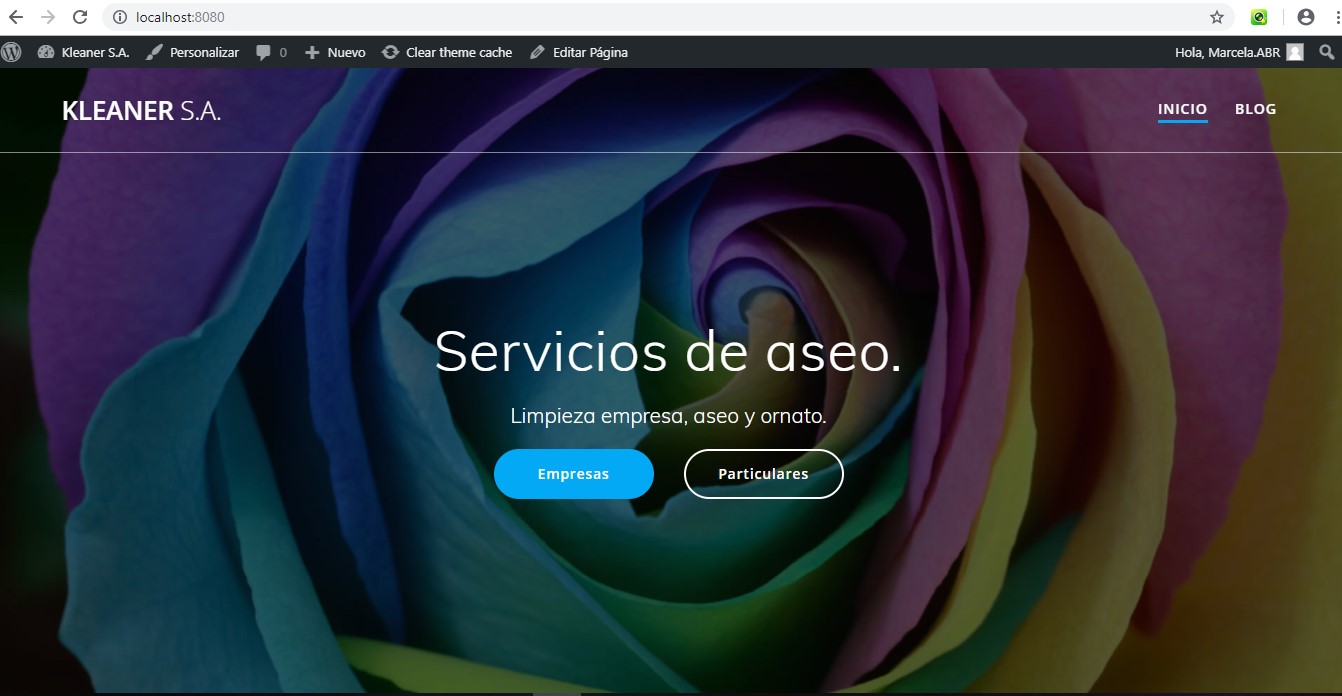 localhost:8080
Kleaner S.A. Personalizar 0 Nuevo Clear theme cache Editar Página Hola, Marcela.ABR
KLEANER S.A. INICIO BLOG
Servicios de aseo.
Limpieza empresa, aseo y ornato.
Empresas Particulares